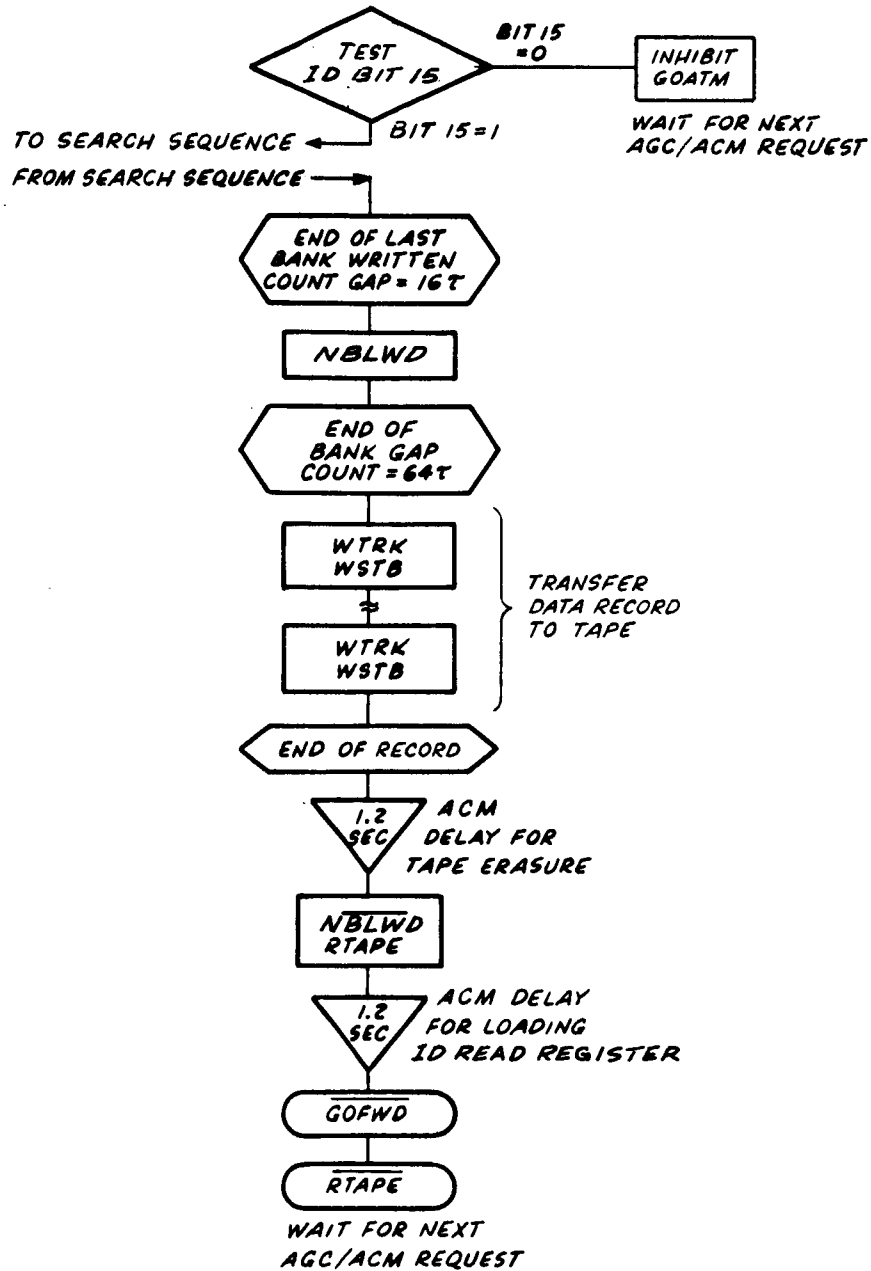 TEST
ID BIT 15
BIT 15
=0
INHIBIT
GOATM
WAIT FOR NEXT
AGC/ACM REQUEST
BIT 15=1
TO SEARCH SEQUENCE
FROM SEARCH SEQUENCE
END OF LAST
BANK WRITTEN
COUNT GAP = 16τ
NBLWD
END OF
BANK GAP
COUNT = 64τ
WTRK
WSTB
≈
WTRK
WSTB
TRANSFER
DATA RECORD
TO TAPE
END OF RECORD
1.2
SEC
ACM
DELAY FOR
TAPE ERASURE
N̅B̅L̅W̅D̅
RTAPE
1.2
SEC
ACM DELAY
FOR LOADING
ID READ REGISTER
G̅O̅F̅W̅D̅
R̅T̅A̅P̅E̅
WAIT FOR NEXT
AGC/ACM REQUEST